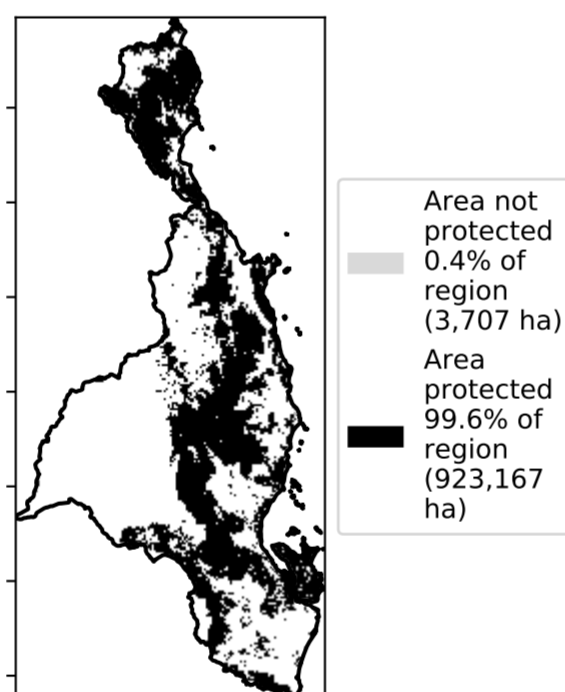 Area not
protected
0.4% of
region
(3,707 ha)
Area
protected
99.6% of
region
(923,167
ha)